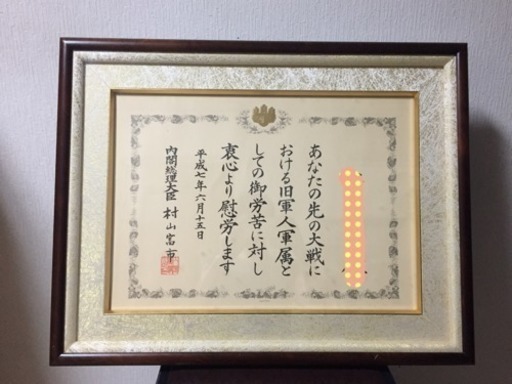 あなたの先の大戦に
おける旧軍人軍属と
しての御労苦に対し
衷心より慰労します
平成七年六月十五日
内閣総理大臣 村山富市